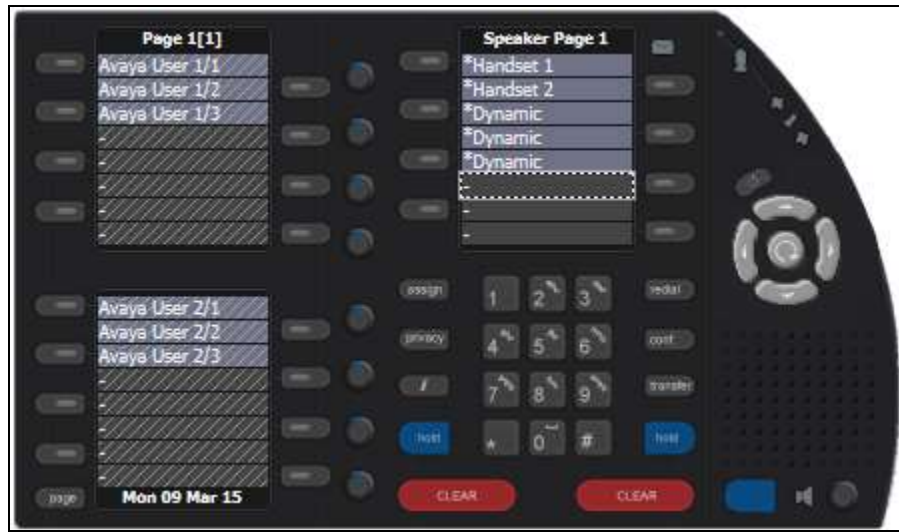 Page 1[1]
Avaya User 1/1
Avaya User 1/2
Avaya User 1/3
-
-
-
-
-
Speaker Page 1
*Handset 1
*Handset 2
*Dynamic
*Dynamic
*Dynamic
-
-
-
Avaya User 2/1
Avaya User 2/2
Avaya User 2/3
-
-
-
-
-
Mon 09 Mar 15
page
assign
1 2 3
redial
privacy
4 5 6
conf
i
7 8 9
transfer
hold
* 0 #
hold
CLEAR
CLEAR